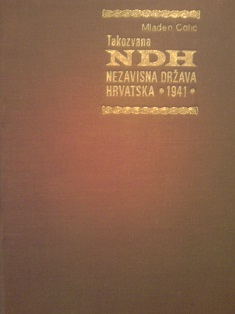 Mladen Colić
Takozvana
NDH
NEZAVISNA DRŽAVA
HRVATSKA • 1941 •